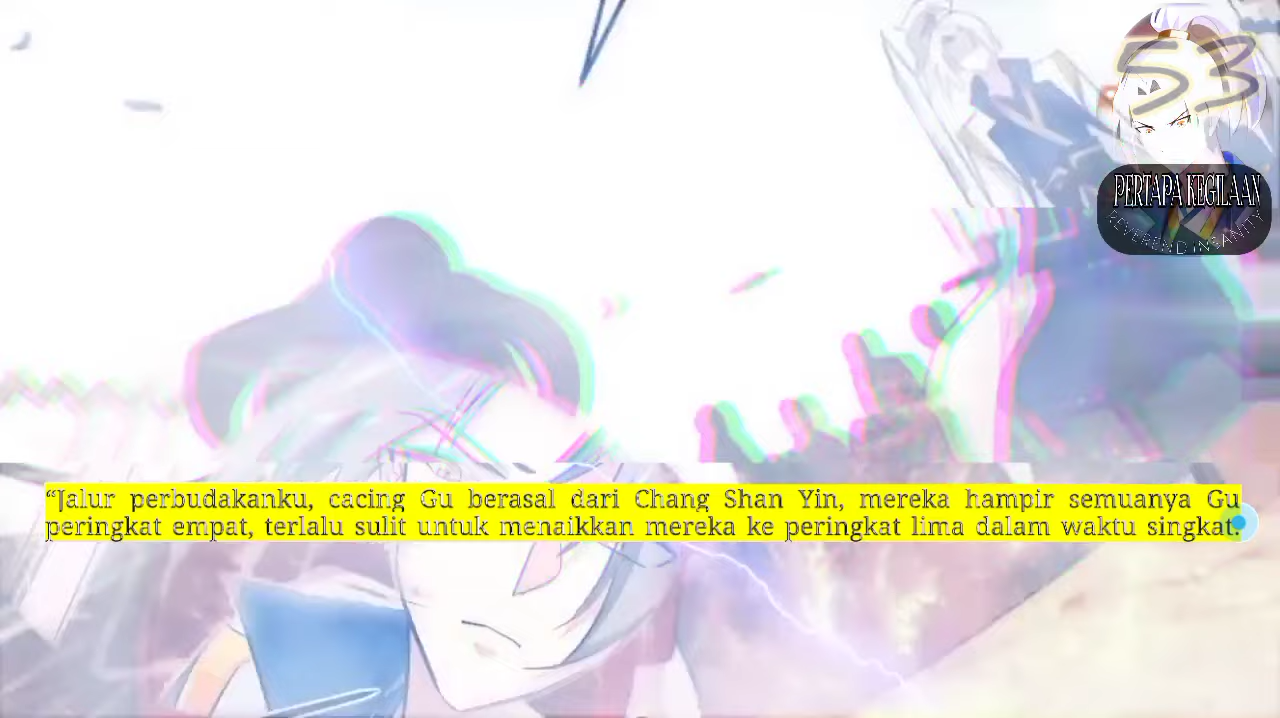 53
PERTAPA KEGILAAN
REVEREND INSANITY
“Jalur perbudakanku, cacing Gu berasal dari Chang Shan Yin, mereka hampir semuanya Gu
peringkat empat, terlalu sulit untuk menaikkan mereka ke peringkat lima dalam waktu singkat.